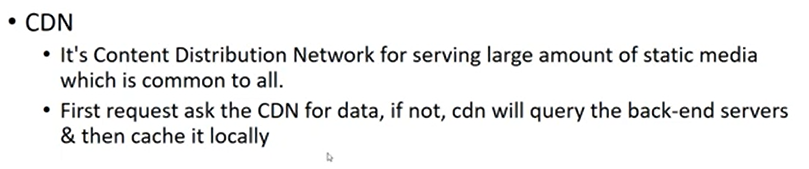 • CDN
• It's Content Distribution Network for serving large amount of static media
which is common to all.
• First request ask the CDN for data, if not, cdn will query the back-end servers
& then cache it locally